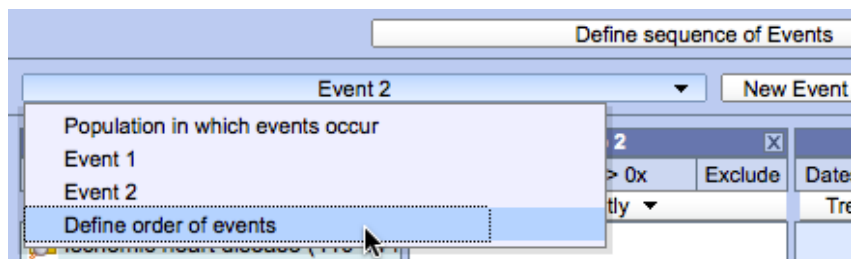 Define sequence of Events
Event 2
New Event
Population in which events occur
Event 1
Event 2
Define order of events
2
> 0x
Exclude
Date
tly
Tre